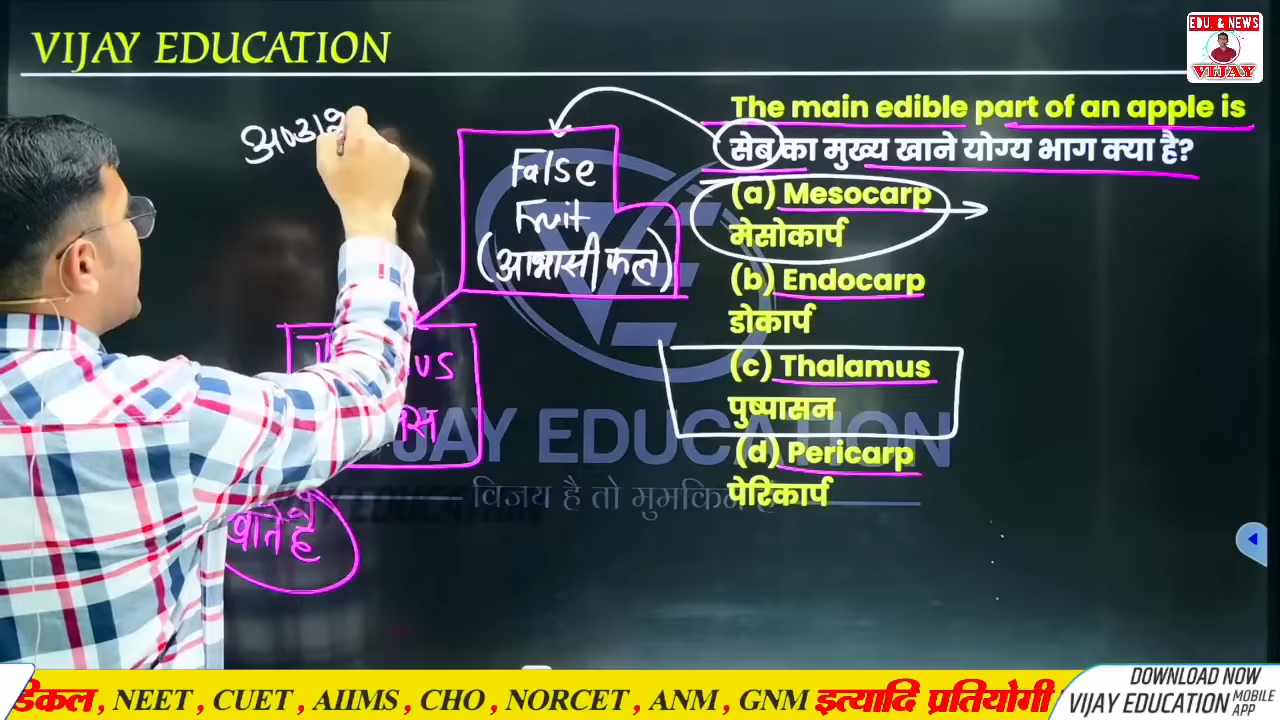 VIJAY EDUCATION
EDU. & NEWS
VIJAY
The main edible part of an apple is
सेब का मुख्य खाने योग्य भाग क्या है?
(a) Mesocarp
मेसोकार्प
(b) Endocarp
डोकार्प
(c) Thalamus
पुष्पासन
(d) Pericarp
पेरिकार्प
False
Fruit
(आभासी फल)
खाते है
JAY EDUCATION
विजय है तो मुमकिन है
डिकल , NEET , CUET , AIIMS , CHO , NORCET , ANM , GNM इत्यादि प्रतियोगी
DOWNLOAD NOW
VIJAY EDUCATION MOBILE APP